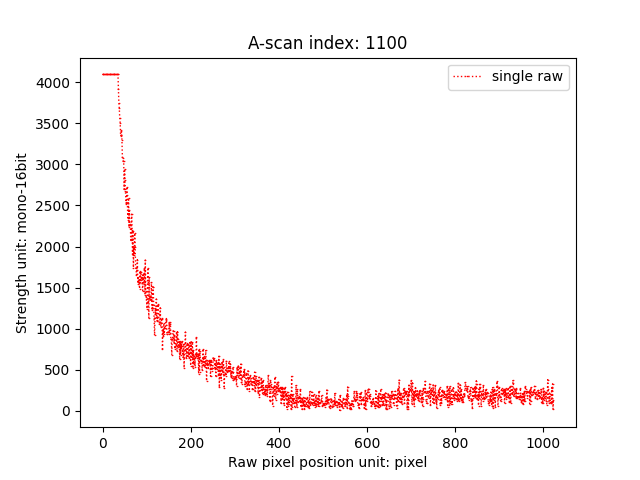 A-scan index: 1100
single raw
4000
3500
3000
2500
2000
1500
1000
500
0
Strength unit: mono-16bit
0 200 400 600 800 1000
Raw pixel position unit: pixel